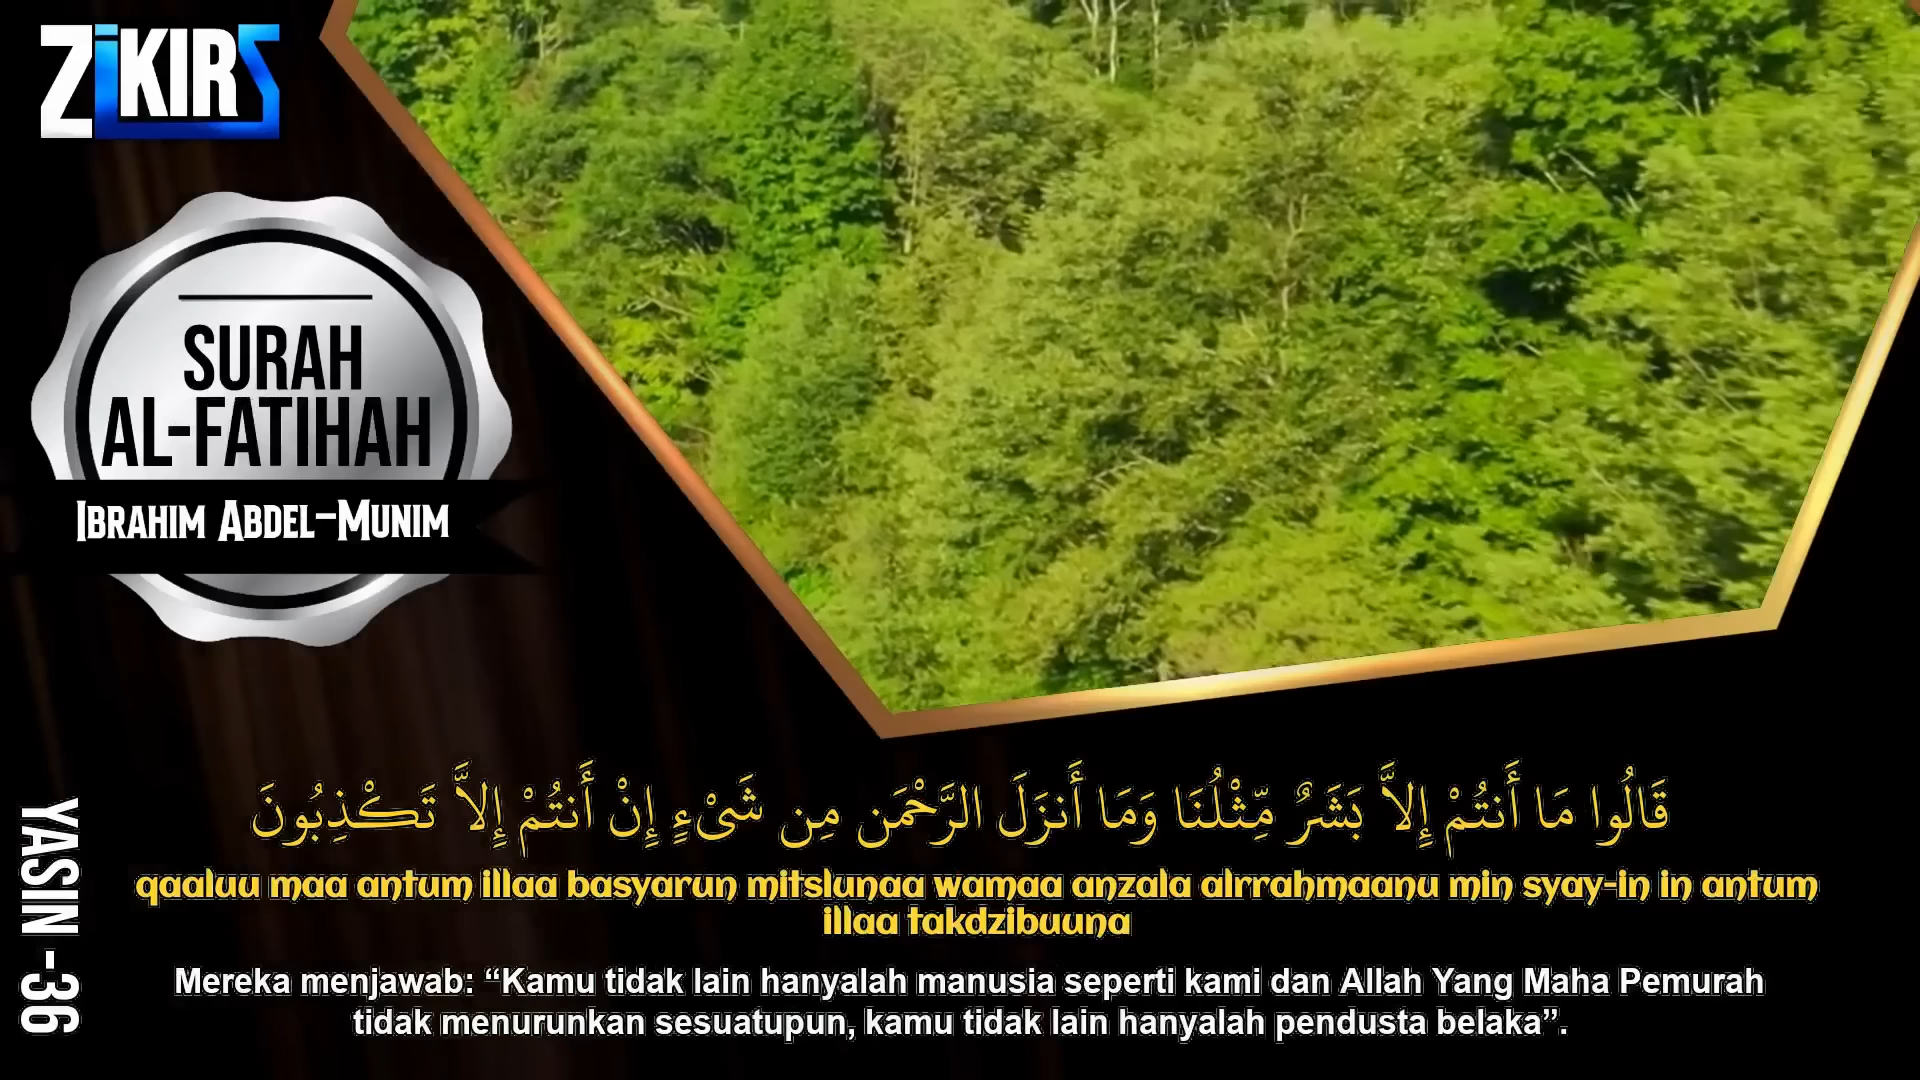 ZiKIRS
SURAH
AL-FATIHAH
IBRAHIM ABDEL-MUNIM
YASIN -36
قَالُوا مَا أَنتُمْ إِلاَّ بَشَرٌ مِّثْلُنَا وَمَا أَنزَلَ الرَّحْمَن مِن شَىْءٍ إِنْ أَنتُمْ إِلاَّ تَكْذِبُونَ
qaaluu maa antum illaa basyarun mitslunaa wamaa anzala alrrahmaanu min syay-in in antum
illaa takdzibuuna
Mereka menjawab: “Kamu tidak lain hanyalah manusia seperti kami dan Allah Yang Maha Pemurah
tidak menurunkan sesuatupun, kamu tidak lain hanyalah pendusta belaka”.